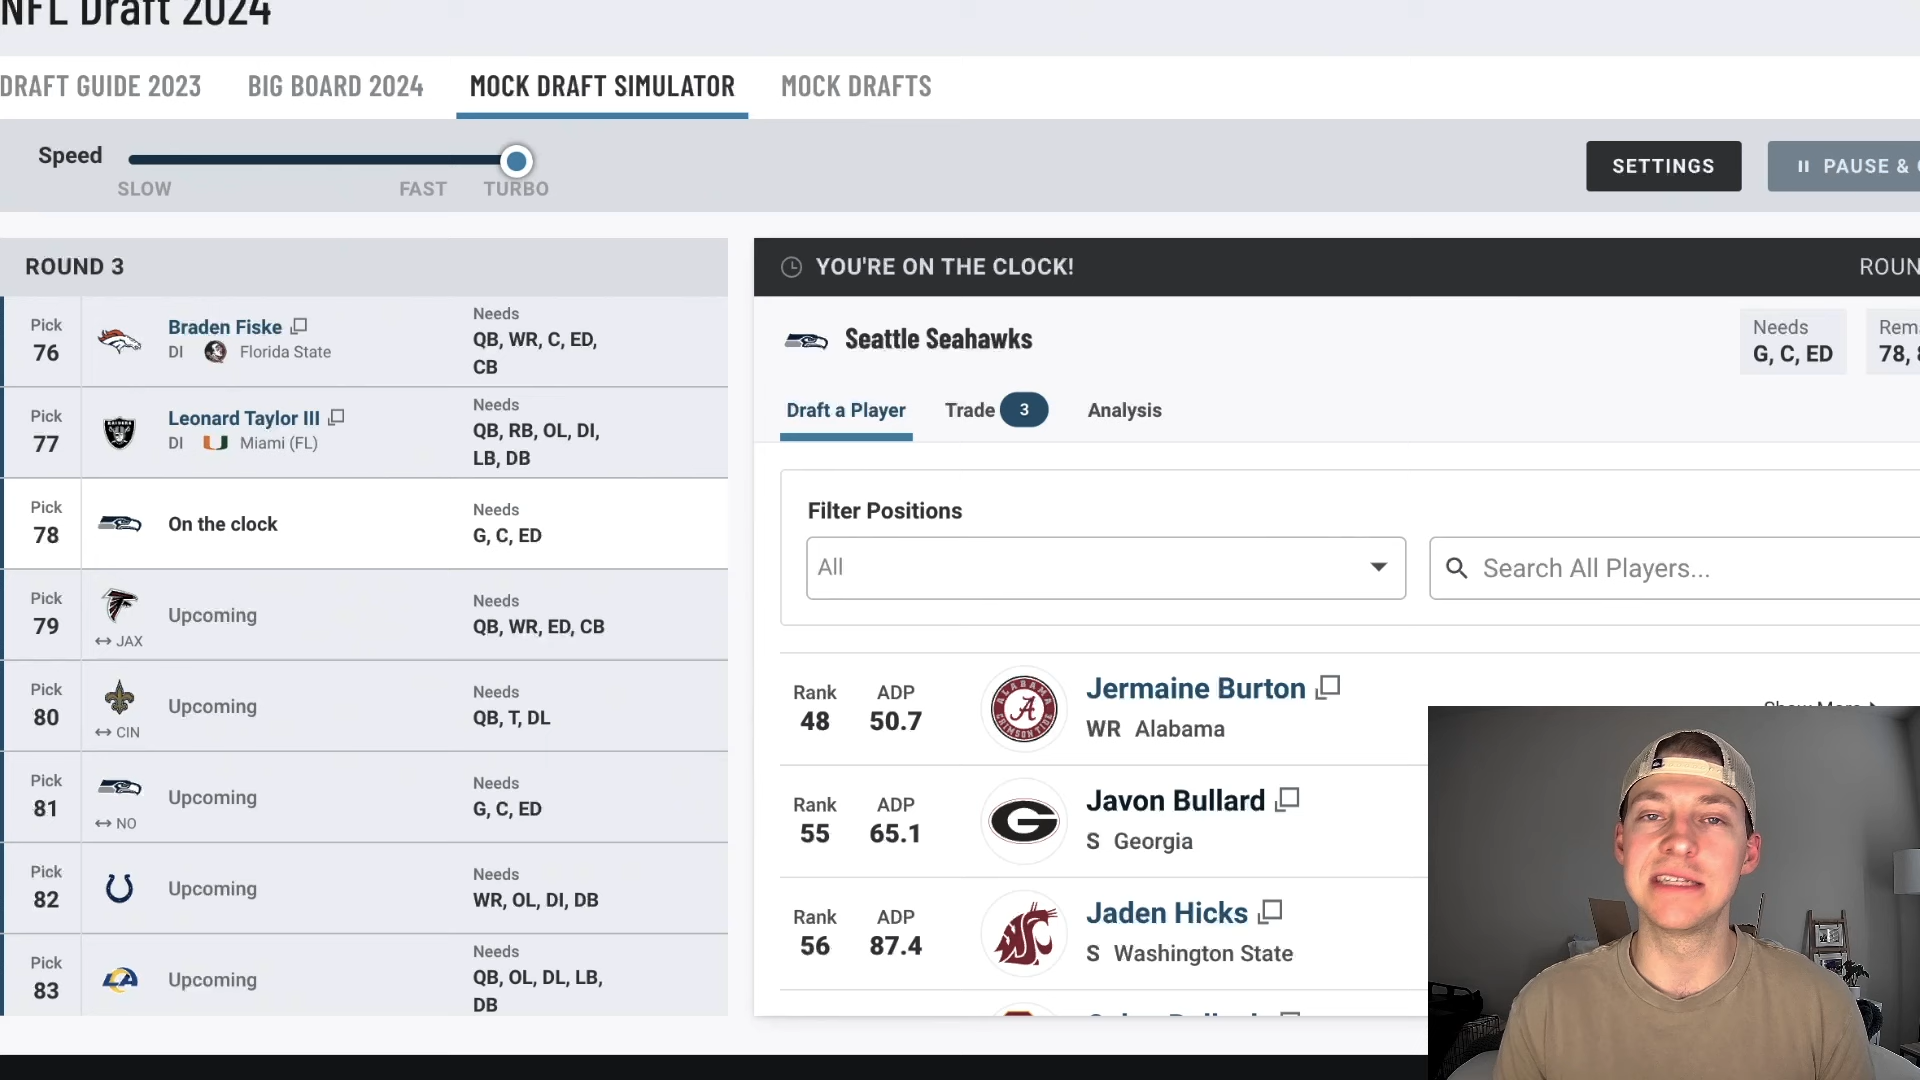 NFL Draft 2024
DRAFT GUIDE 2023 BIG BOARD 2024 MOCK DRAFT SIMULATOR MOCK DRAFTS
Speed
SLOW FAST TURBO
SETTINGS
PAUSE &
ROUND 3
Pick
76
Braden Fiske
DI Florida State
Needs
QB, WR, C, ED,
CB
Pick
77
RAIDERS
Leonard Taylor III
DI Miami (FL)
Needs
QB, RB, OL, DI,
LB, DB
Pick
78
On the clock
Needs
G, C, ED
Pick
79
↔ JAX
Upcoming
Needs
QB, WR, ED, CB
Pick
80
↔ CIN
Upcoming
Needs
QB, T, DL
Pick
81
↔ NO
Upcoming
Needs
G, C, ED
Pick
82
Upcoming
Needs
WR, OL, DI, DB
Pick
83
LA
Upcoming
Needs
QB, OL, DL, LB,
DB
YOU'RE ON THE CLOCK!
Seattle Seahawks
Needs
G, C, ED
78,
Draft a Player Trade 3 Analysis
Filter Positions
All
Search All Players...
Rank
48
ADP
50.7
ALABAMA
A
CRIMSON TIDE
Jermaine Burton
WR Alabama
Rank
55
ADP
65.1
G
Javon Bullard
S Georgia
Rank
56
ADP
87.4
Jaden Hicks
S Washington State